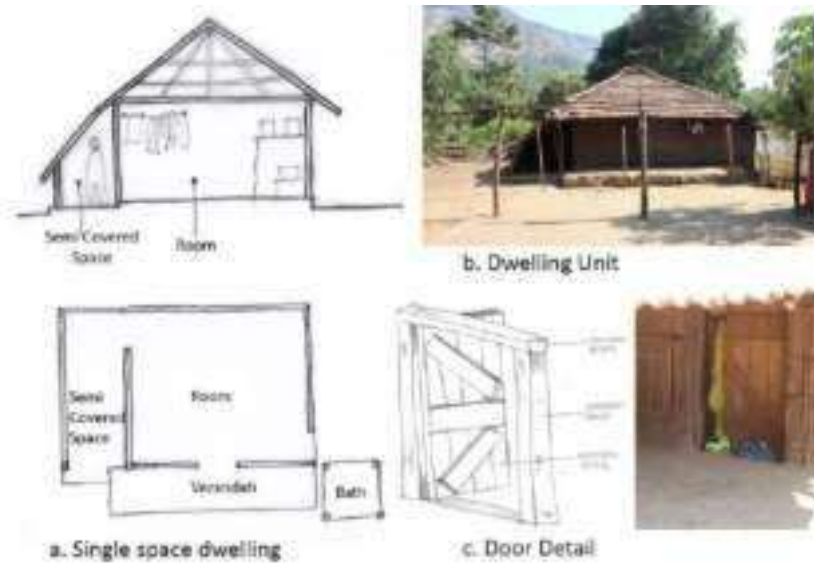 Semi Covered
Space
Room
b. Dwelling Unit
Semi
Covered
Space
Room
Verandah
Bath
a. Single space dwelling
c. Door Detail